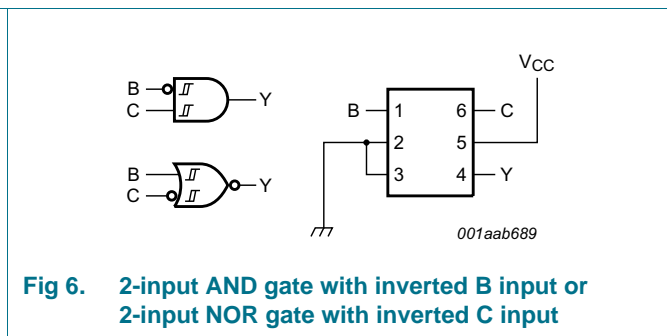 B
C
Y
B
C
Y
VCC
B
1
6
C
2
5
3
4
Y
001aab689
Fig 6. 2-input AND gate with inverted B input or
2-input NOR gate with inverted C input